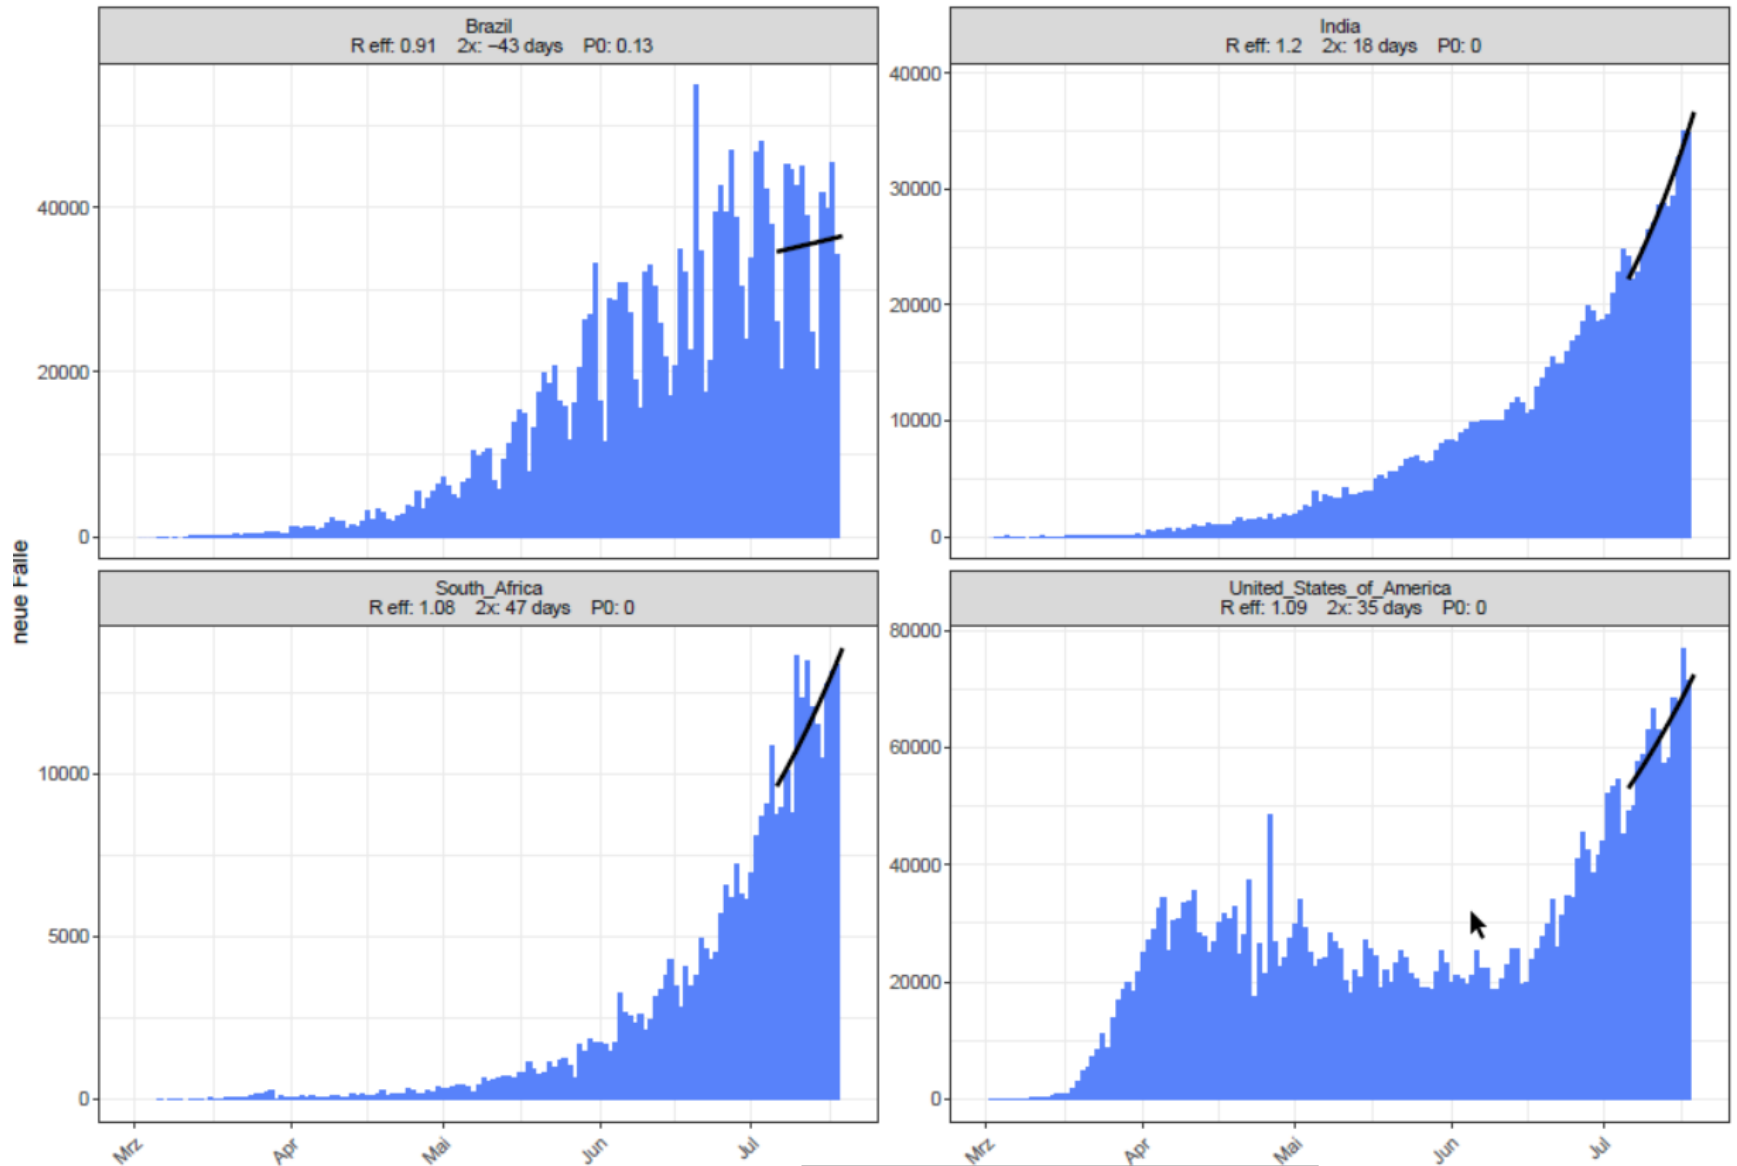 Brazil
R eff: 0.91 2x: −43 days P0: 0.13
India
R eff: 1.2 2x: 18 days P0: 0
40000
20000
0
40000
30000
20000
10000
0
neue Fälle
South_Africa
R eff: 1.08 2x: 47 days P0: 0
United_States_of_America
R eff: 1.09 2x: 35 days P0: 0
10000
5000
0
80000
60000
40000
20000
0
Mrz Apr Mai Jun Jul
Mrz Apr Mai Jun Jul